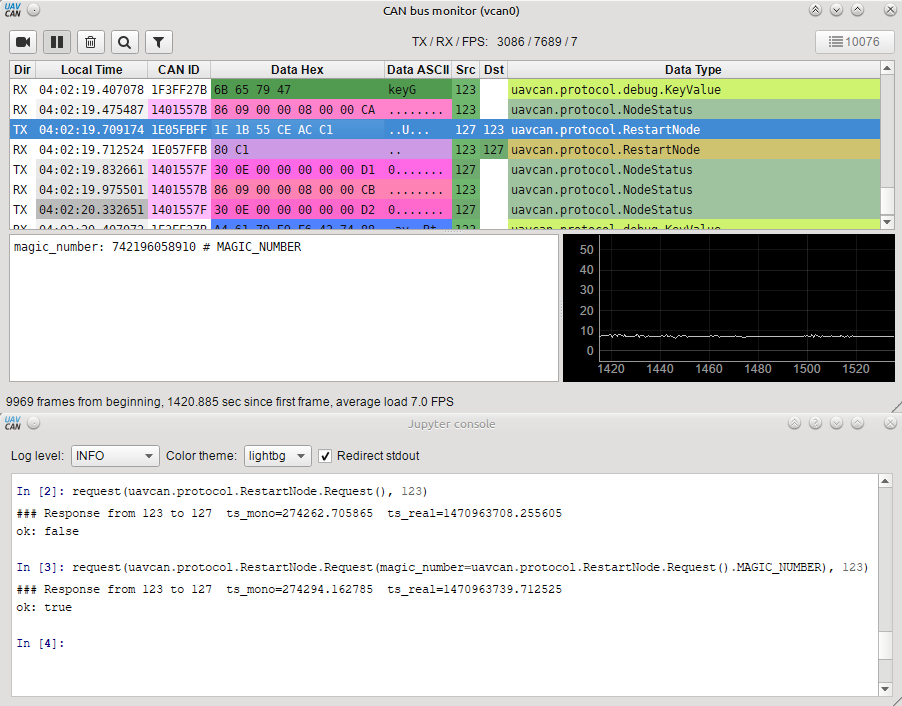 UAV
CAN
CAN bus monitor (vcan0)
TX / RX / FPS: 3086 / 7689 / 7
10076
Dir Local Time CAN ID Data Hex Data ASCII Src Dst Data Type
RX 04:02:19.407078 1F3FF27B 6B 65 79 47 keyG 123 uavcan.protocol.debug.KeyValue
RX 04:02:19.475487 1401557B 86 09 00 00 08 00 00 CA ........ 123 uavcan.protocol.NodeStatus
TX 04:02:19.709174 1E05FBFF 1E 1B 55 CE AC C1 ..U... 127 123 uavcan.protocol.RestartNode
RX 04:02:19.712524 1E057FFB 80 C1 .. 123 127 uavcan.protocol.RestartNode
TX 04:02:19.832661 1401557F 30 0E 00 00 00 00 00 D1 0....... 127 uavcan.protocol.NodeStatus
RX 04:02:19.975501 1401557B 86 09 00 00 08 00 00 CB ........ 123 uavcan.protocol.NodeStatus
TX 04:02:20.332651 1401557F 30 0E 00 00 00 00 00 D2 0....... 127 uavcan.protocol.NodeStatus
magic_number: 742196058910 # MAGIC_NUMBER
50
40
30
20
10
0
1420 1440 1460 1480 1500 1520
9969 frames from beginning, 1420.885 sec since first frame, average load 7.0 FPS
UAV
CAN
Jupyter console
Log level: INFO Color theme: lightbg Redirect stdout
In [2]: request(uavcan.protocol.RestartNode.Request(), 123)
### Response from 123 to 127 ts_mono=274262.705865 ts_real=1470963708.255605
ok: false
In [3]: request(uavcan.protocol.RestartNode.Request(magic_number=uavcan.protocol.RestartNode.Request().MAGIC_NUMBER), 123)
### Response from 123 to 127 ts_mono=274294.162785 ts_real=1470963739.712525
ok: true
In [4]: